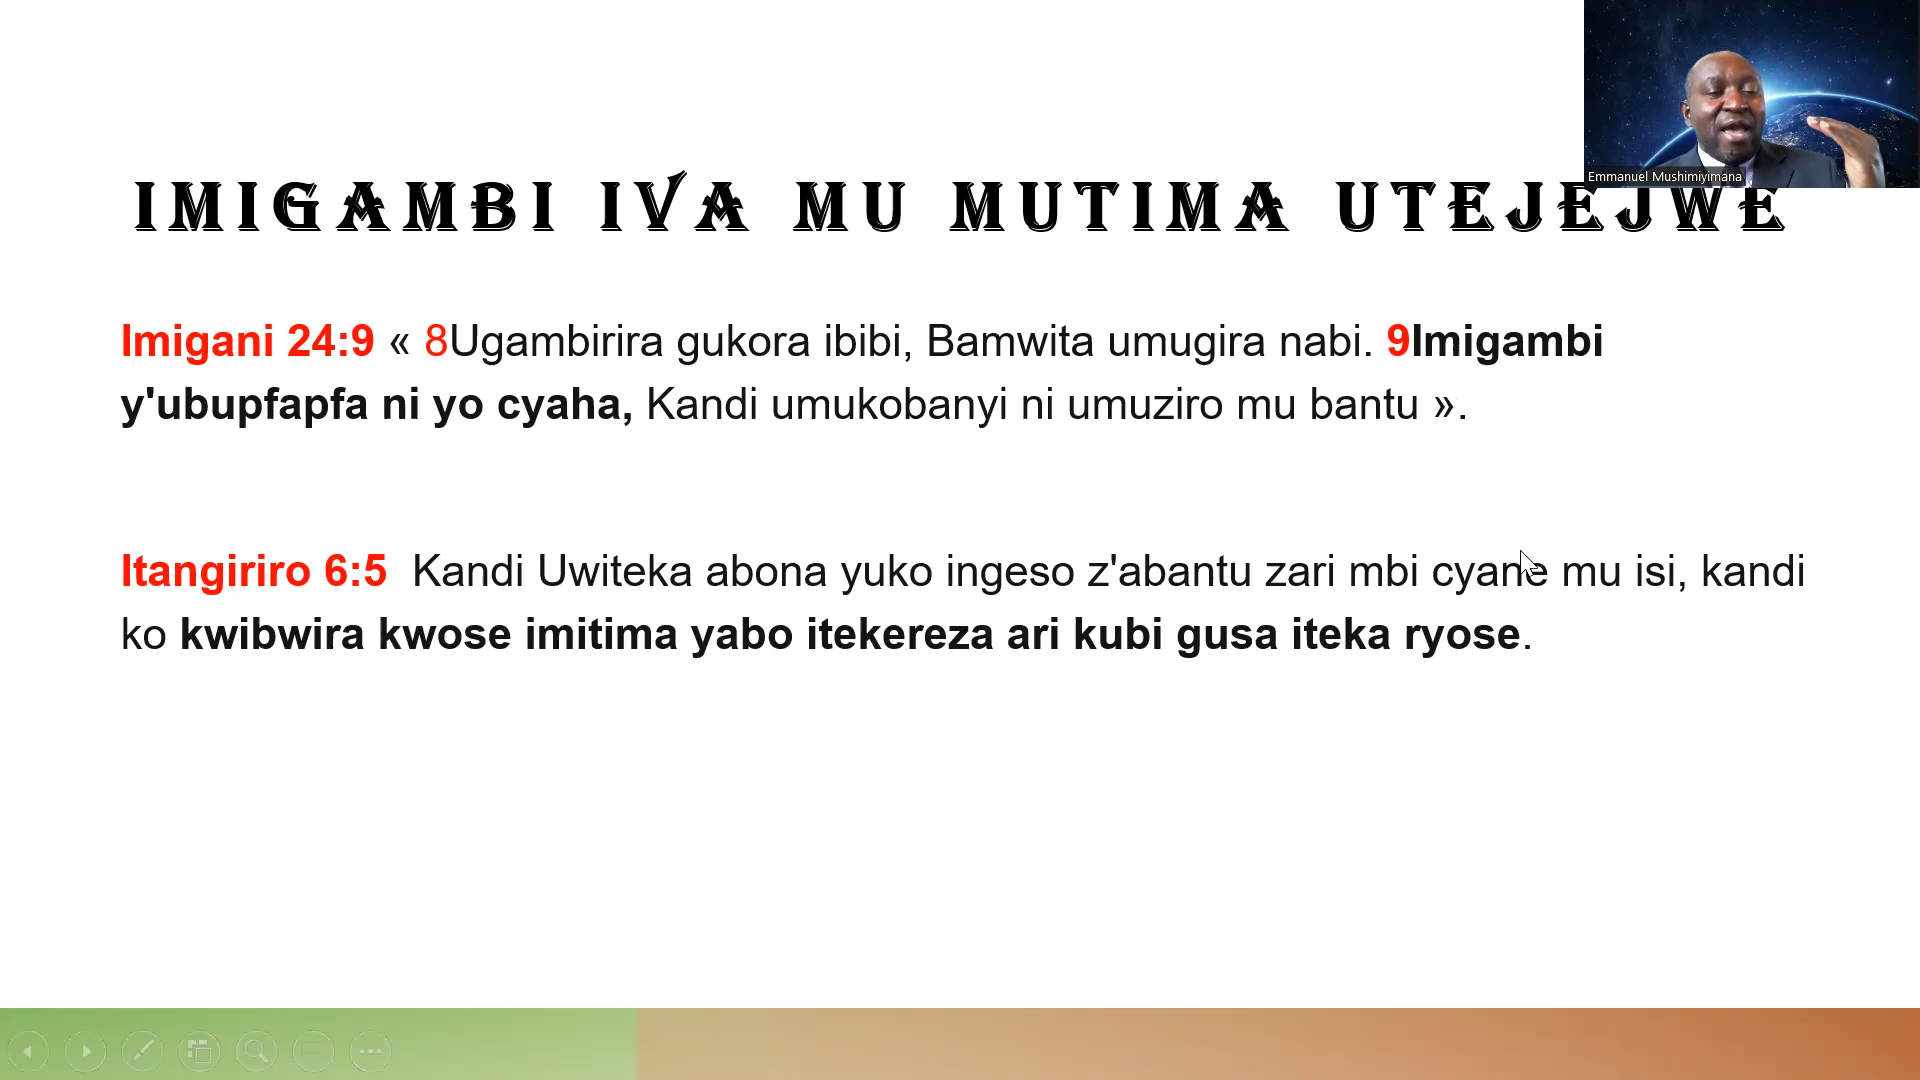 IMIGAMBI IVA MU MUTIMA UTEJEJWE
Emmanuel Mushimiyimana
Imigani 24:9 « 8Ugambirira gukora ibibi, Bamwita umugira nabi. 9Imigambi
y'ubupfapfa ni yo cyaha, Kandi umukobanyi ni umuziro mu bantu ».
Itangiriro 6:5 Kandi Uwiteka abona yuko ingeso z'abantu zari mbi cyane mu isi, kandi
ko kwibwira kwose imitima yabo itekereza ari kubi gusa iteka ryose.